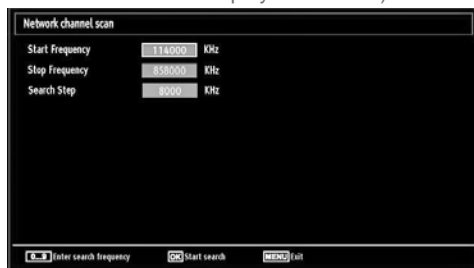 Network channel scan
Start Frequency 114000 KHz
Stop Frequency 858000 KHz
Search Step 8000 KHz
0...9 Enter search frequency OK Start search MENU Exit